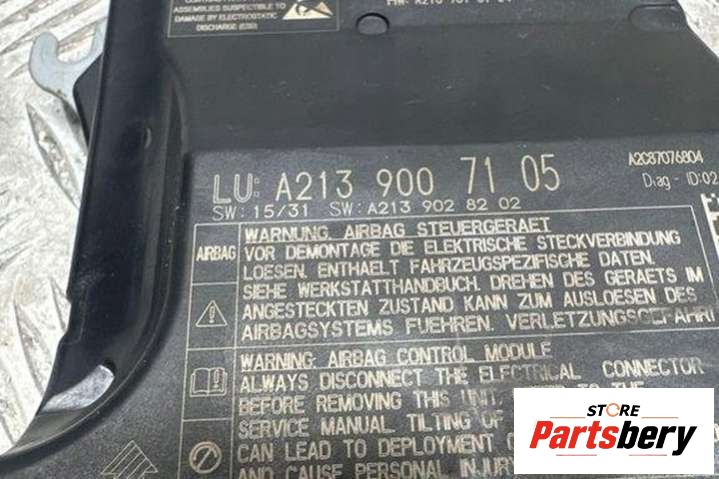 ASSEMBLIES SUSPECTIBLE TO
DAMAGE BY ELECTROSTATIC
DISCHARGE (ESD)
LU: A213 900 71 05
A2C87076804
SW: 15/31 SW: A213 902 82 02
Diag - ID:02
AIRBAG
WARNUNG, AIRBAG STEUERGERAET
VOR DEMONTAGE DIE ELEKTRISCHE STECKVERBINDUNG
LOESEN. ENTHAELT FAHRZEUGSPEZIFISCHE DATEN.
SIEHE WERKSTATTHANDBUCH. DREHEN DES GERAETS IM
ANGESTECKTEN ZUSTAND KANN ZUM AUSLOESEN DES
AIRBAGSYSTEMS FUEHREN. VERLETZUNGSGEFAHR!
WARNING: AIRBAG CONTROL MODULE
ALWAYS DISCONNECT THE ELECTRICAL CONNECTOR
BEFORE REMOVING THIS UNIT. TO THE
SERVICE MANUAL TILTING OF
CAN LEAD TO DEPLOYMENT
AND CAUSE PERSONAL INJURY
STORE
Partsbery